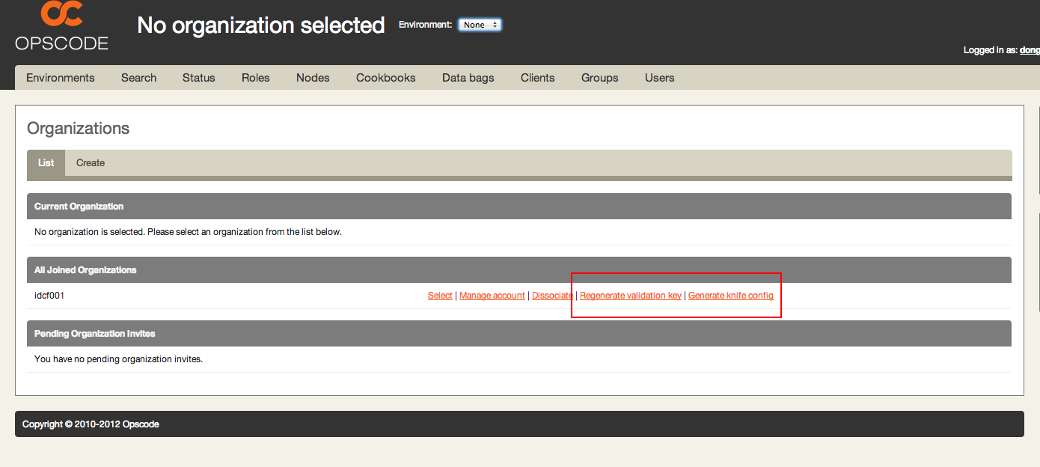 No organization selected
Environment: None
OPSCODE
Logged in as: dong
Environments Search Status Roles Nodes Cookbooks Data bags Clients Groups Users
Organizations
List Create
Current Organization
No organization is selected. Please select an organization from the list below.
All Joined Organizations
idcf001 Select | Manage account | Dissociate | Regenerate validation key | Generate knife config
Pending Organization Invites
You have no pending organization invites.
Copyright © 2010-2012 Opscode